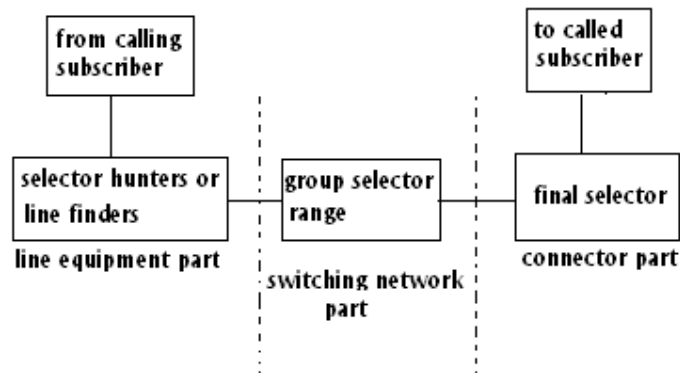 from calling
subscriber
to called
subscriber
selector hunters or
line finders
group selector
range
final selector
line equipment part
switching network
part
connector part